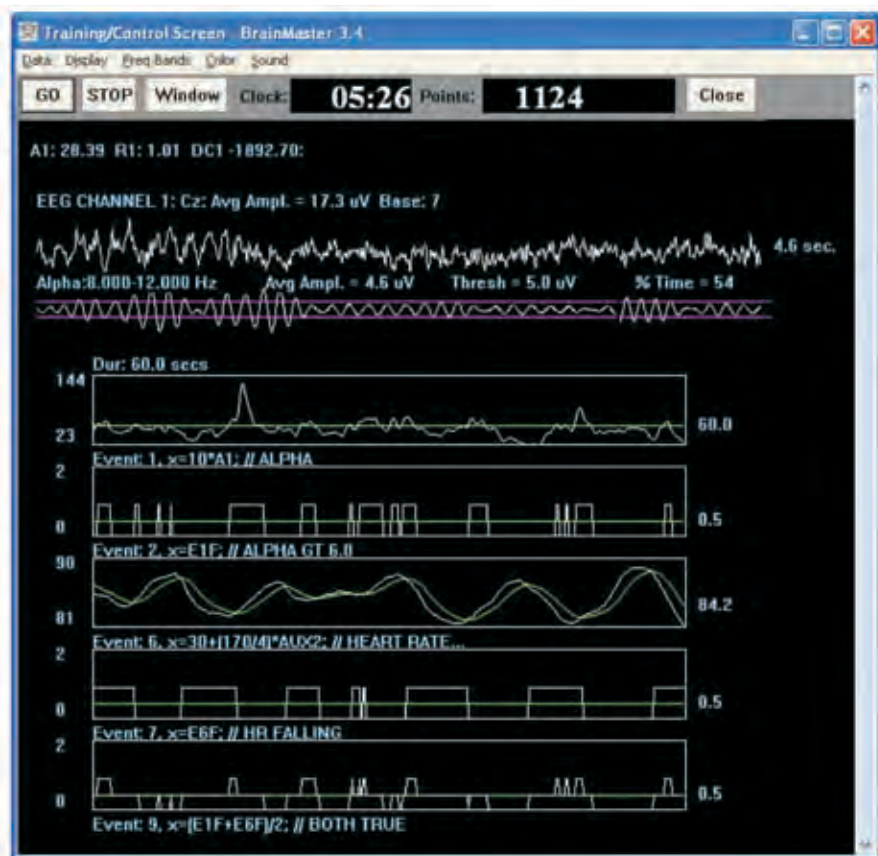 Training/Control Screen - BrainMaster 3.4
Data Display Freq Bands Color Sound
GO STOP Window Clock: 05:26 Points: 1124 Close
A1: 28.39 R1: 1.01 DC1 -1892.70:
EEG CHANNEL 1: Cz: Avg Ampl. = 17.3 uV Base: 7
4.6 sec.
Alpha:8.000-12.000 Hz Avg Ampl. = 4.6 uV Thresh = 5.0 uV % Time = 54
Dur: 60.0 secs
144
60.0
23
Event: 1, x=10*A1; // ALPHA
2
0.5
0
Event: 2, x=E1F; // ALPHA GT 6.0
90
84.2
81
Event: 6, x=30+(170/4)*AUX2; // HEART RATE...
2
0.5
0
Event: 7, x=E6F; // HR FALLING
2
0.5
0
Event: 9, x=(E1F+E6F)/2; // BOTH TRUE